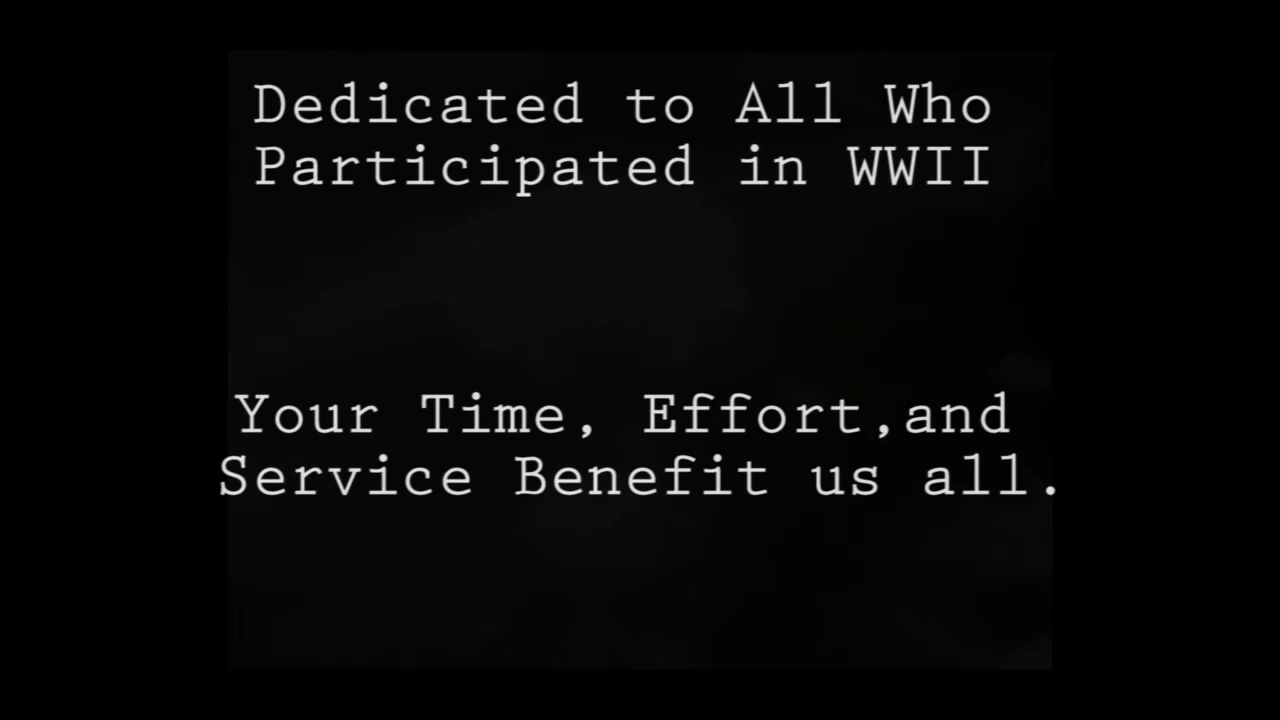 Dedicated to All Who
Participated in WWII
Your Time, Effort,and
Service Benefit us all.